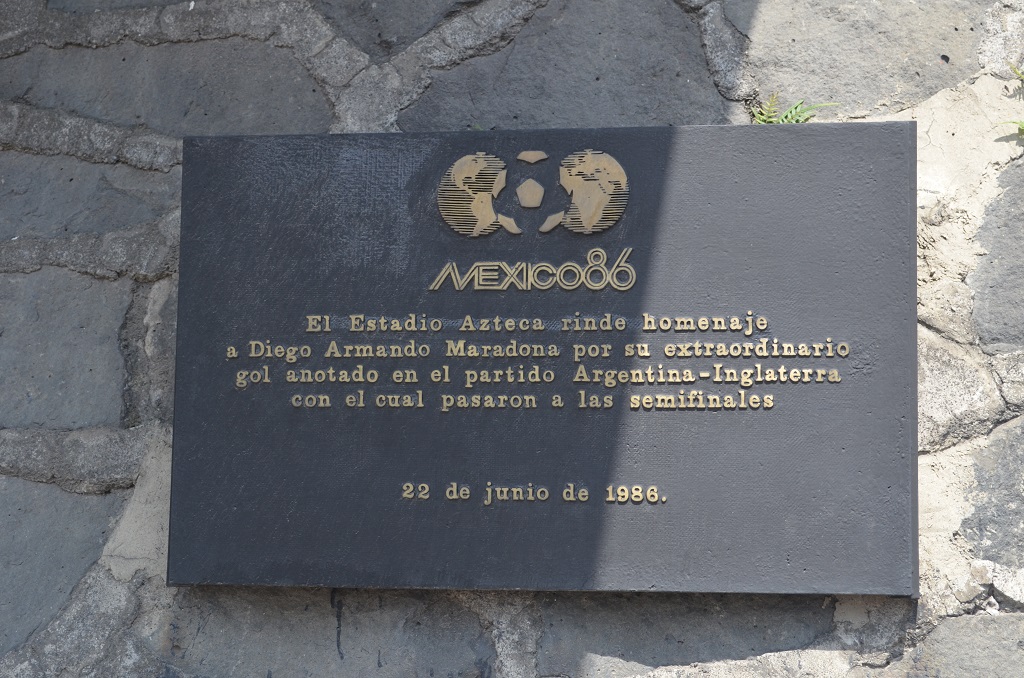 MEXICO86
El Estadio Azteca rinde homenaje
a Diego Armando Maradona por su extraordinario
gol anotado en el partido Argentina-Inglaterra
con el cual pasaron a las semifinales
22 de junio de 1986.